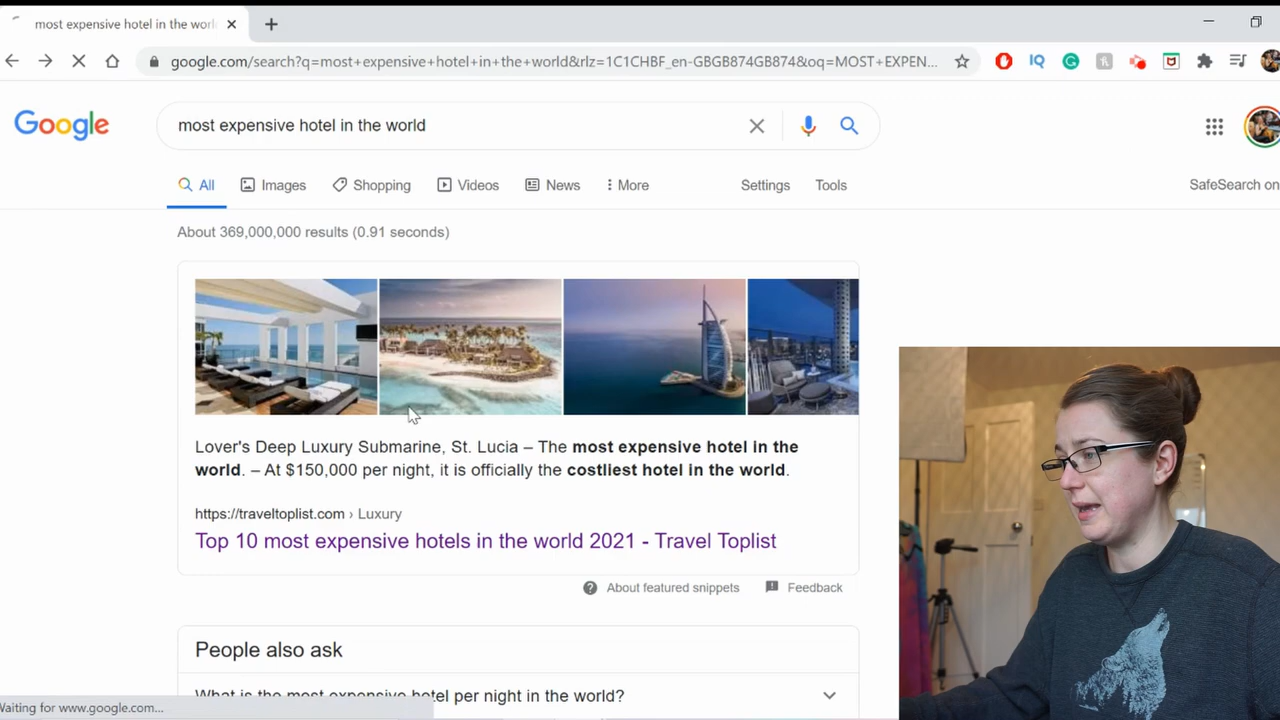 most expensive hotel in the worl
google.com/search?q=most+expensive+hotel+in+the+world&rlz=1C1CHBF_en-GBGB874GB874&oq=MOST+EXPEN...
Google
most expensive hotel in the world
All
Images
Shopping
Videos
News
More
Settings
Tools
SafeSearch on
About 369,000,000 results (0.91 seconds)
Lover's Deep Luxury Submarine, St. Lucia – The most expensive hotel in the
world. – At $150,000 per night, it is officially the costliest hotel in the world.
https://traveltoplist.com › Luxury
Top 10 most expensive hotels in the world 2021 - Travel Toplist
About featured snippets
Feedback
People also ask
What is the most expensive hotel per night in the world?
Waiting for www.google.com...